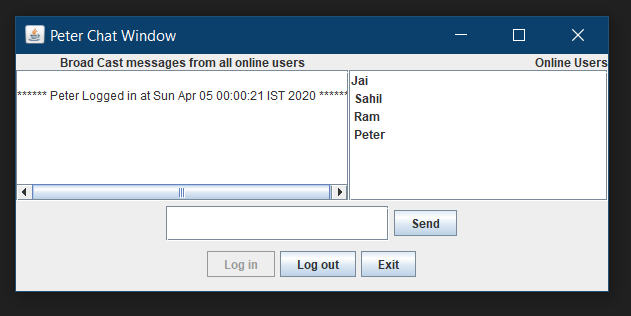 Peter Chat Window
Broad Cast messages from all online users
Online Users
****** Peter Logged in at Sun Apr 05 00:00:21 IST 2020 ******
Jai
Sahil
Ram
Peter
Send
Log in
Log out
Exit